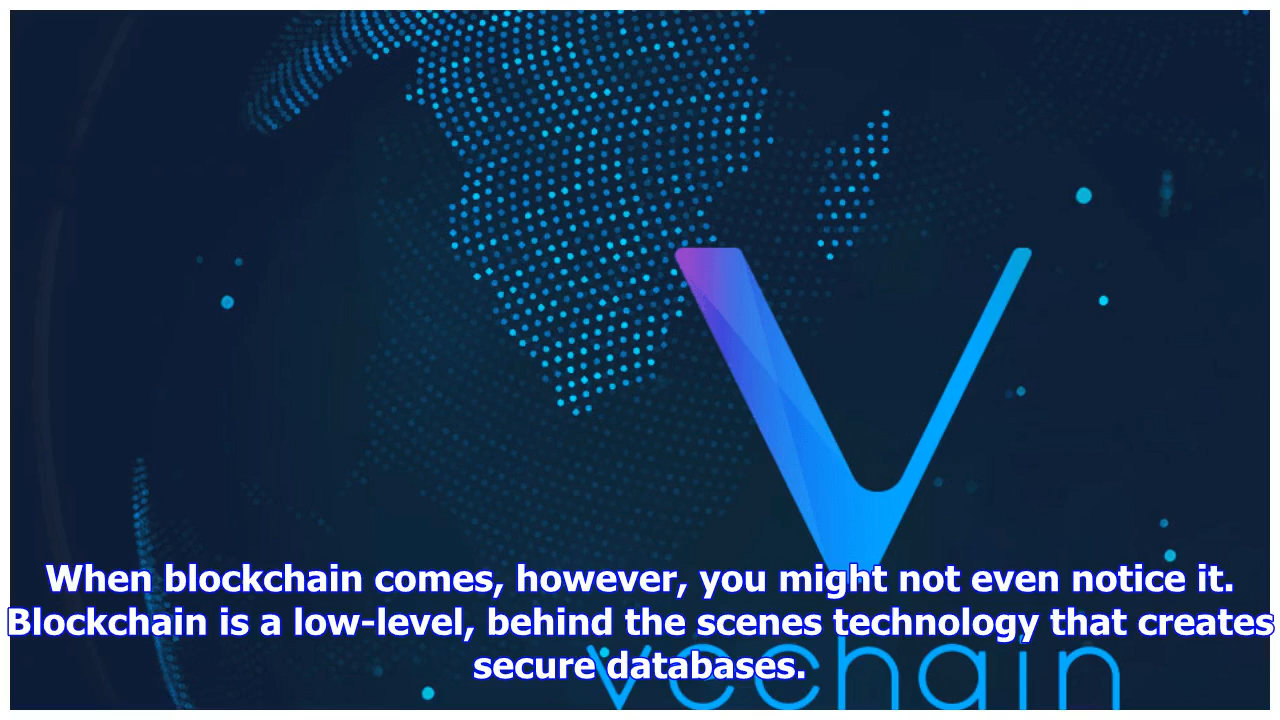 When blockchain comes, however, you might not even notice it.
Blockchain is a low-level, behind the scenes technology that creates
secure databases.
vechain